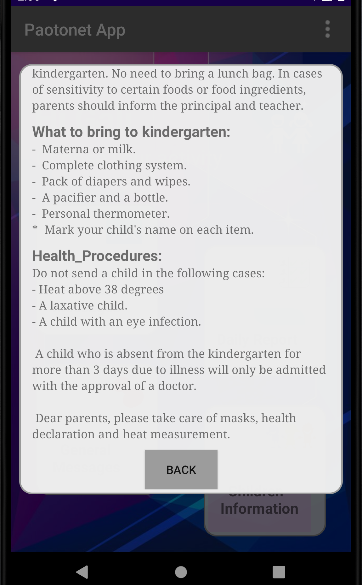 Paotonet App
kindergarten. No need to bring a lunch bag. In cases
of sensitivity to certain foods or food ingredients,
parents should inform the principal and teacher.
What to bring to kindergarten:
- Materna or milk.
- Complete clothing system.
- Pack of diapers and wipes.
- A pacifier and a bottle.
- Personal thermometer.
* Mark your child's name on each item.
Health_Procedures:
Do not send a child in the following cases:
- Heat above 38 degrees
- A laxative child.
- A child with an eye infection.
A child who is absent from the kindergarten for
more than 3 days due to illness will only be admitted
with the approval of a doctor.
Dear parents, please take care of masks, health
declaration and heat measurement.
BACK
Children
Information